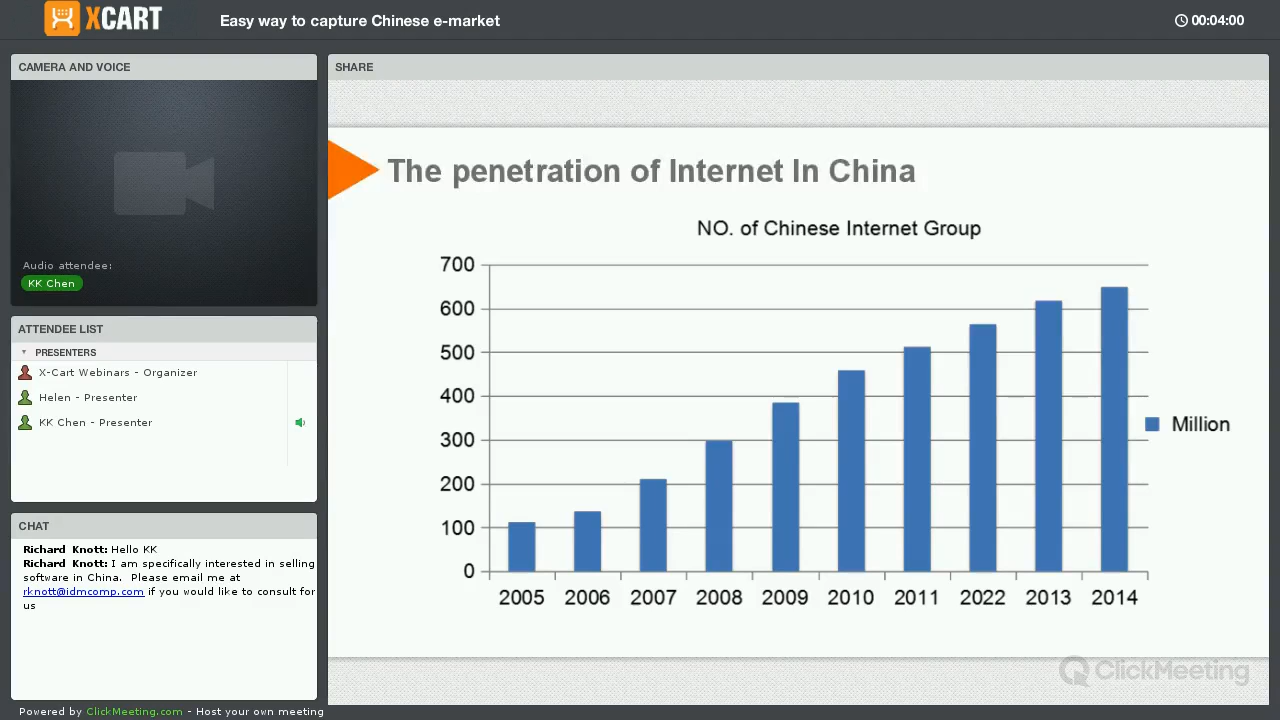 XCART
Easy way to capture Chinese e-market
00:04:00
CAMERA AND VOICE
Audio attendee:
KK Chen
ATTENDEE LIST
PRESENTERS
X-Cart Webinars - Organizer
Helen - Presenter
KK Chen - Presenter
CHAT
Richard Knott: Hello KK
Richard Knott: I am specifically interested in selling
software in China. Please email me at
rknott@idmcomp.com if you would like to consult for
us
SHARE
The penetration of Internet In China
NO. of Chinese Internet Group
700
600
500
400
300
200
100
0
2005 2006 2007 2008 2009 2010 2011 2022 2013 2014
Million
ClickMeeting
Powered by ClickMeeting.com - Host your own meeting